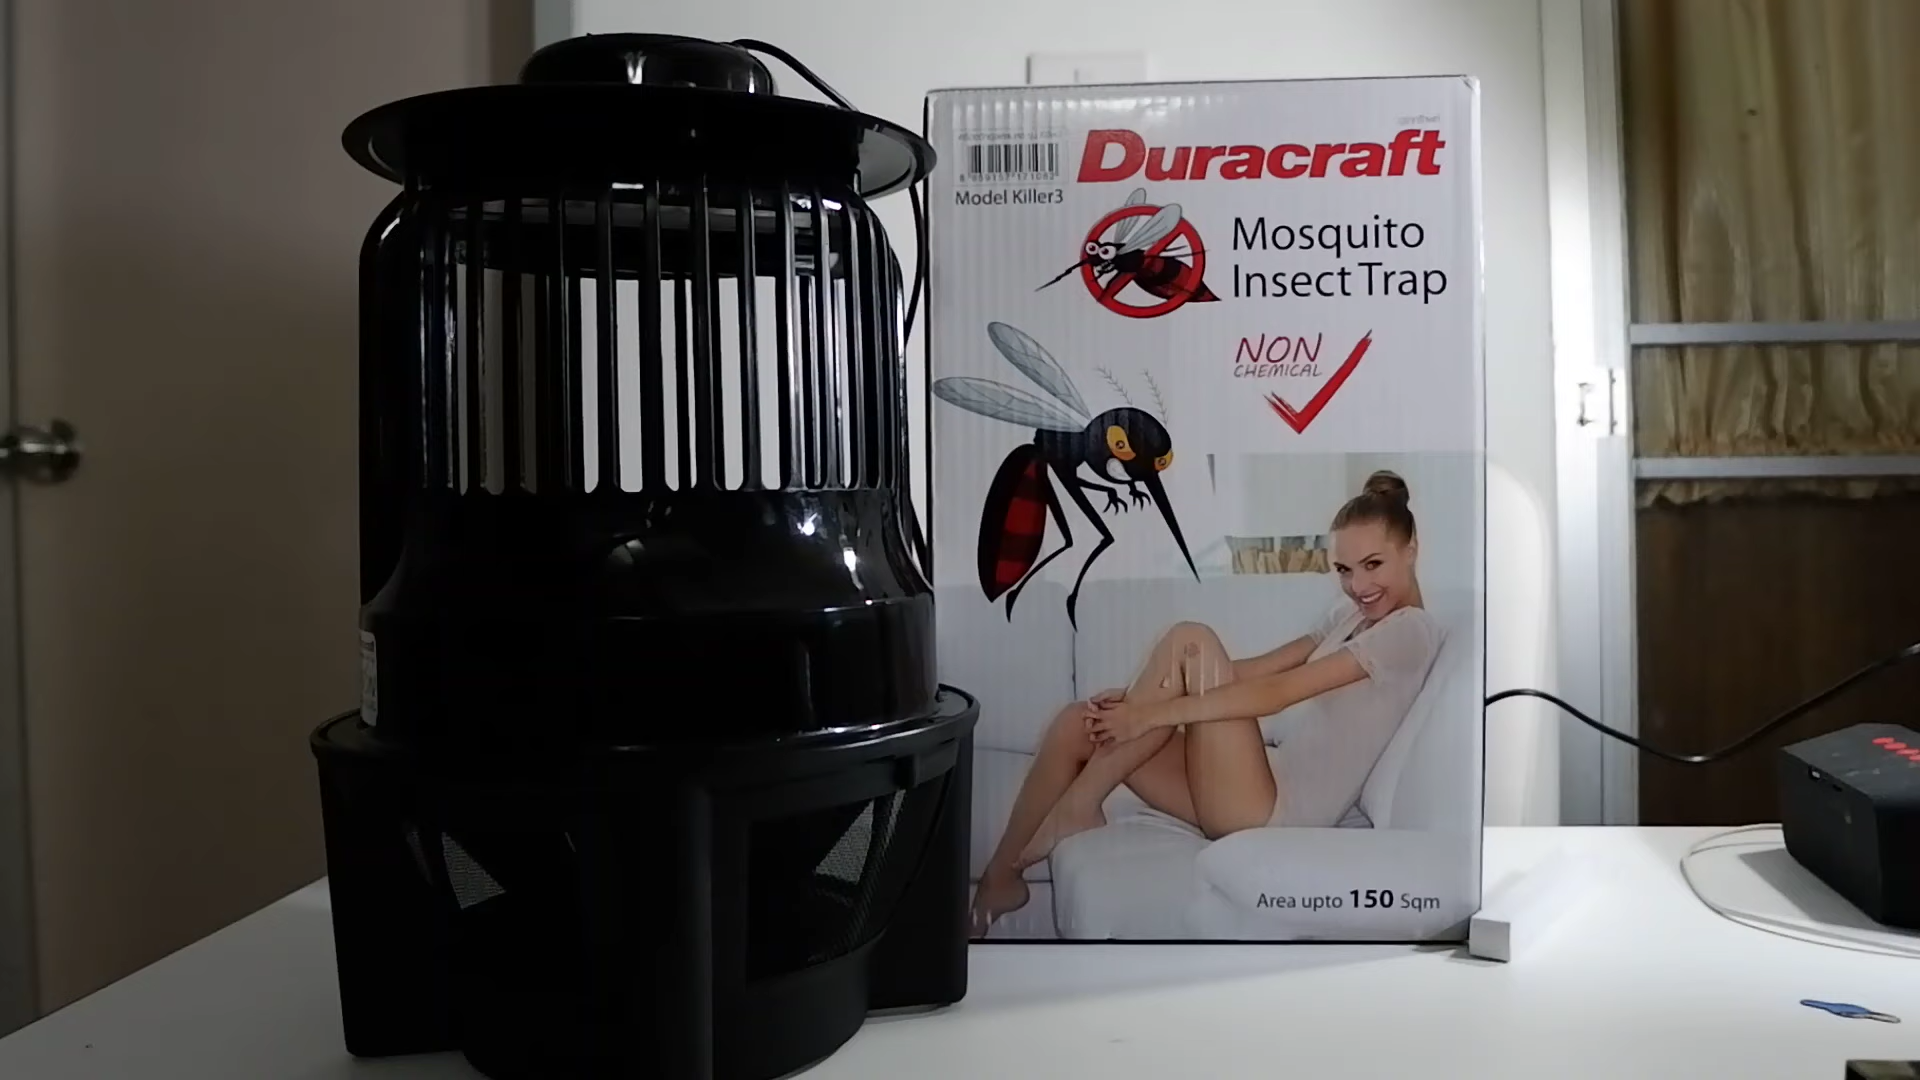 Duracraft
Model Killer3
Mosquito
Insect Trap
NON
CHEMICAL
Area upto 150 Sqm